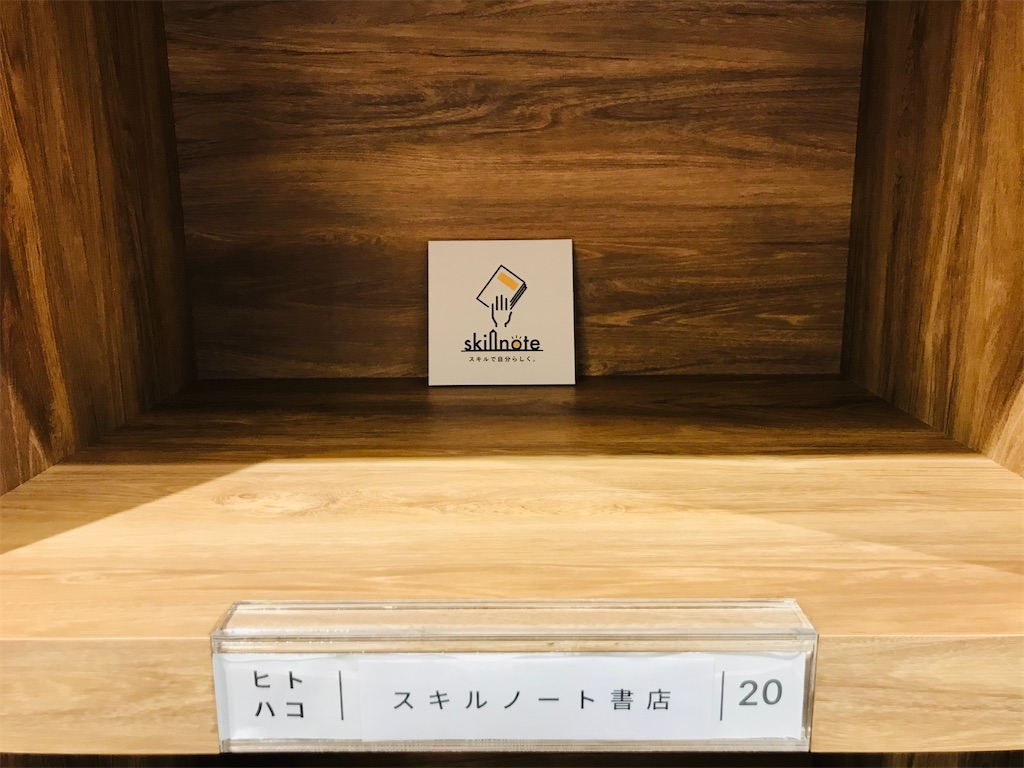 skillnote
スキルで自分らしく。
ヒト
ハコ
スキルノート書店
20